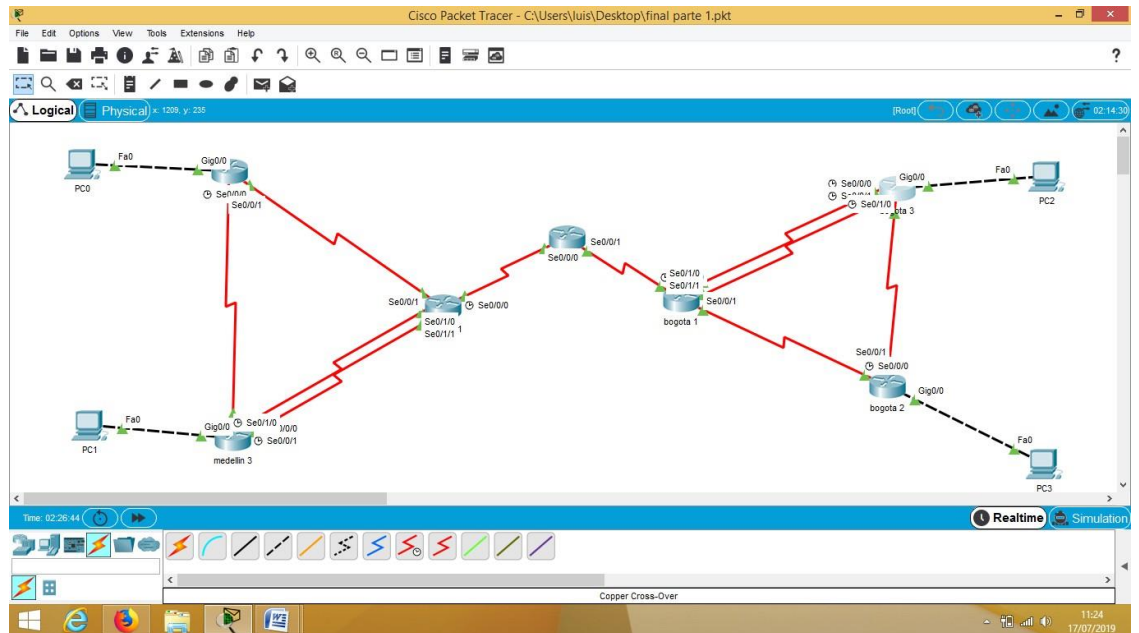 Cisco Packet Tracer - C:\Users\luis\Desktop\final parte 1.pkt
File Edit Options View Tools Extensions Help
?
Logical Physical x: 1209, y: 235 [Root] 02:14:30
Fa0
Gig0/0
PC0
Se0/0/0
Se0/0/1
Fa0
Gig0/0
PC2
Se0/0/0
Se0/1/0
Se0/0/1
Se0/0/0
Se0/1/0
Se0/1/1
Se0/0/1
bogota 1
Se0/0/1
Se0/0/0
Se0/1/0
Se0/1/1
1
Se0/0/1
Se0/0/0
bogota 2
Gig0/0
Fa0
PC3
Fa0
PC1
Gig0/0
Se0/1/0
Se0/0/1
medellin 3
Time: 02:26:44
Realtime Simulation
Copper Cross-Over
11:24
17/07/2019